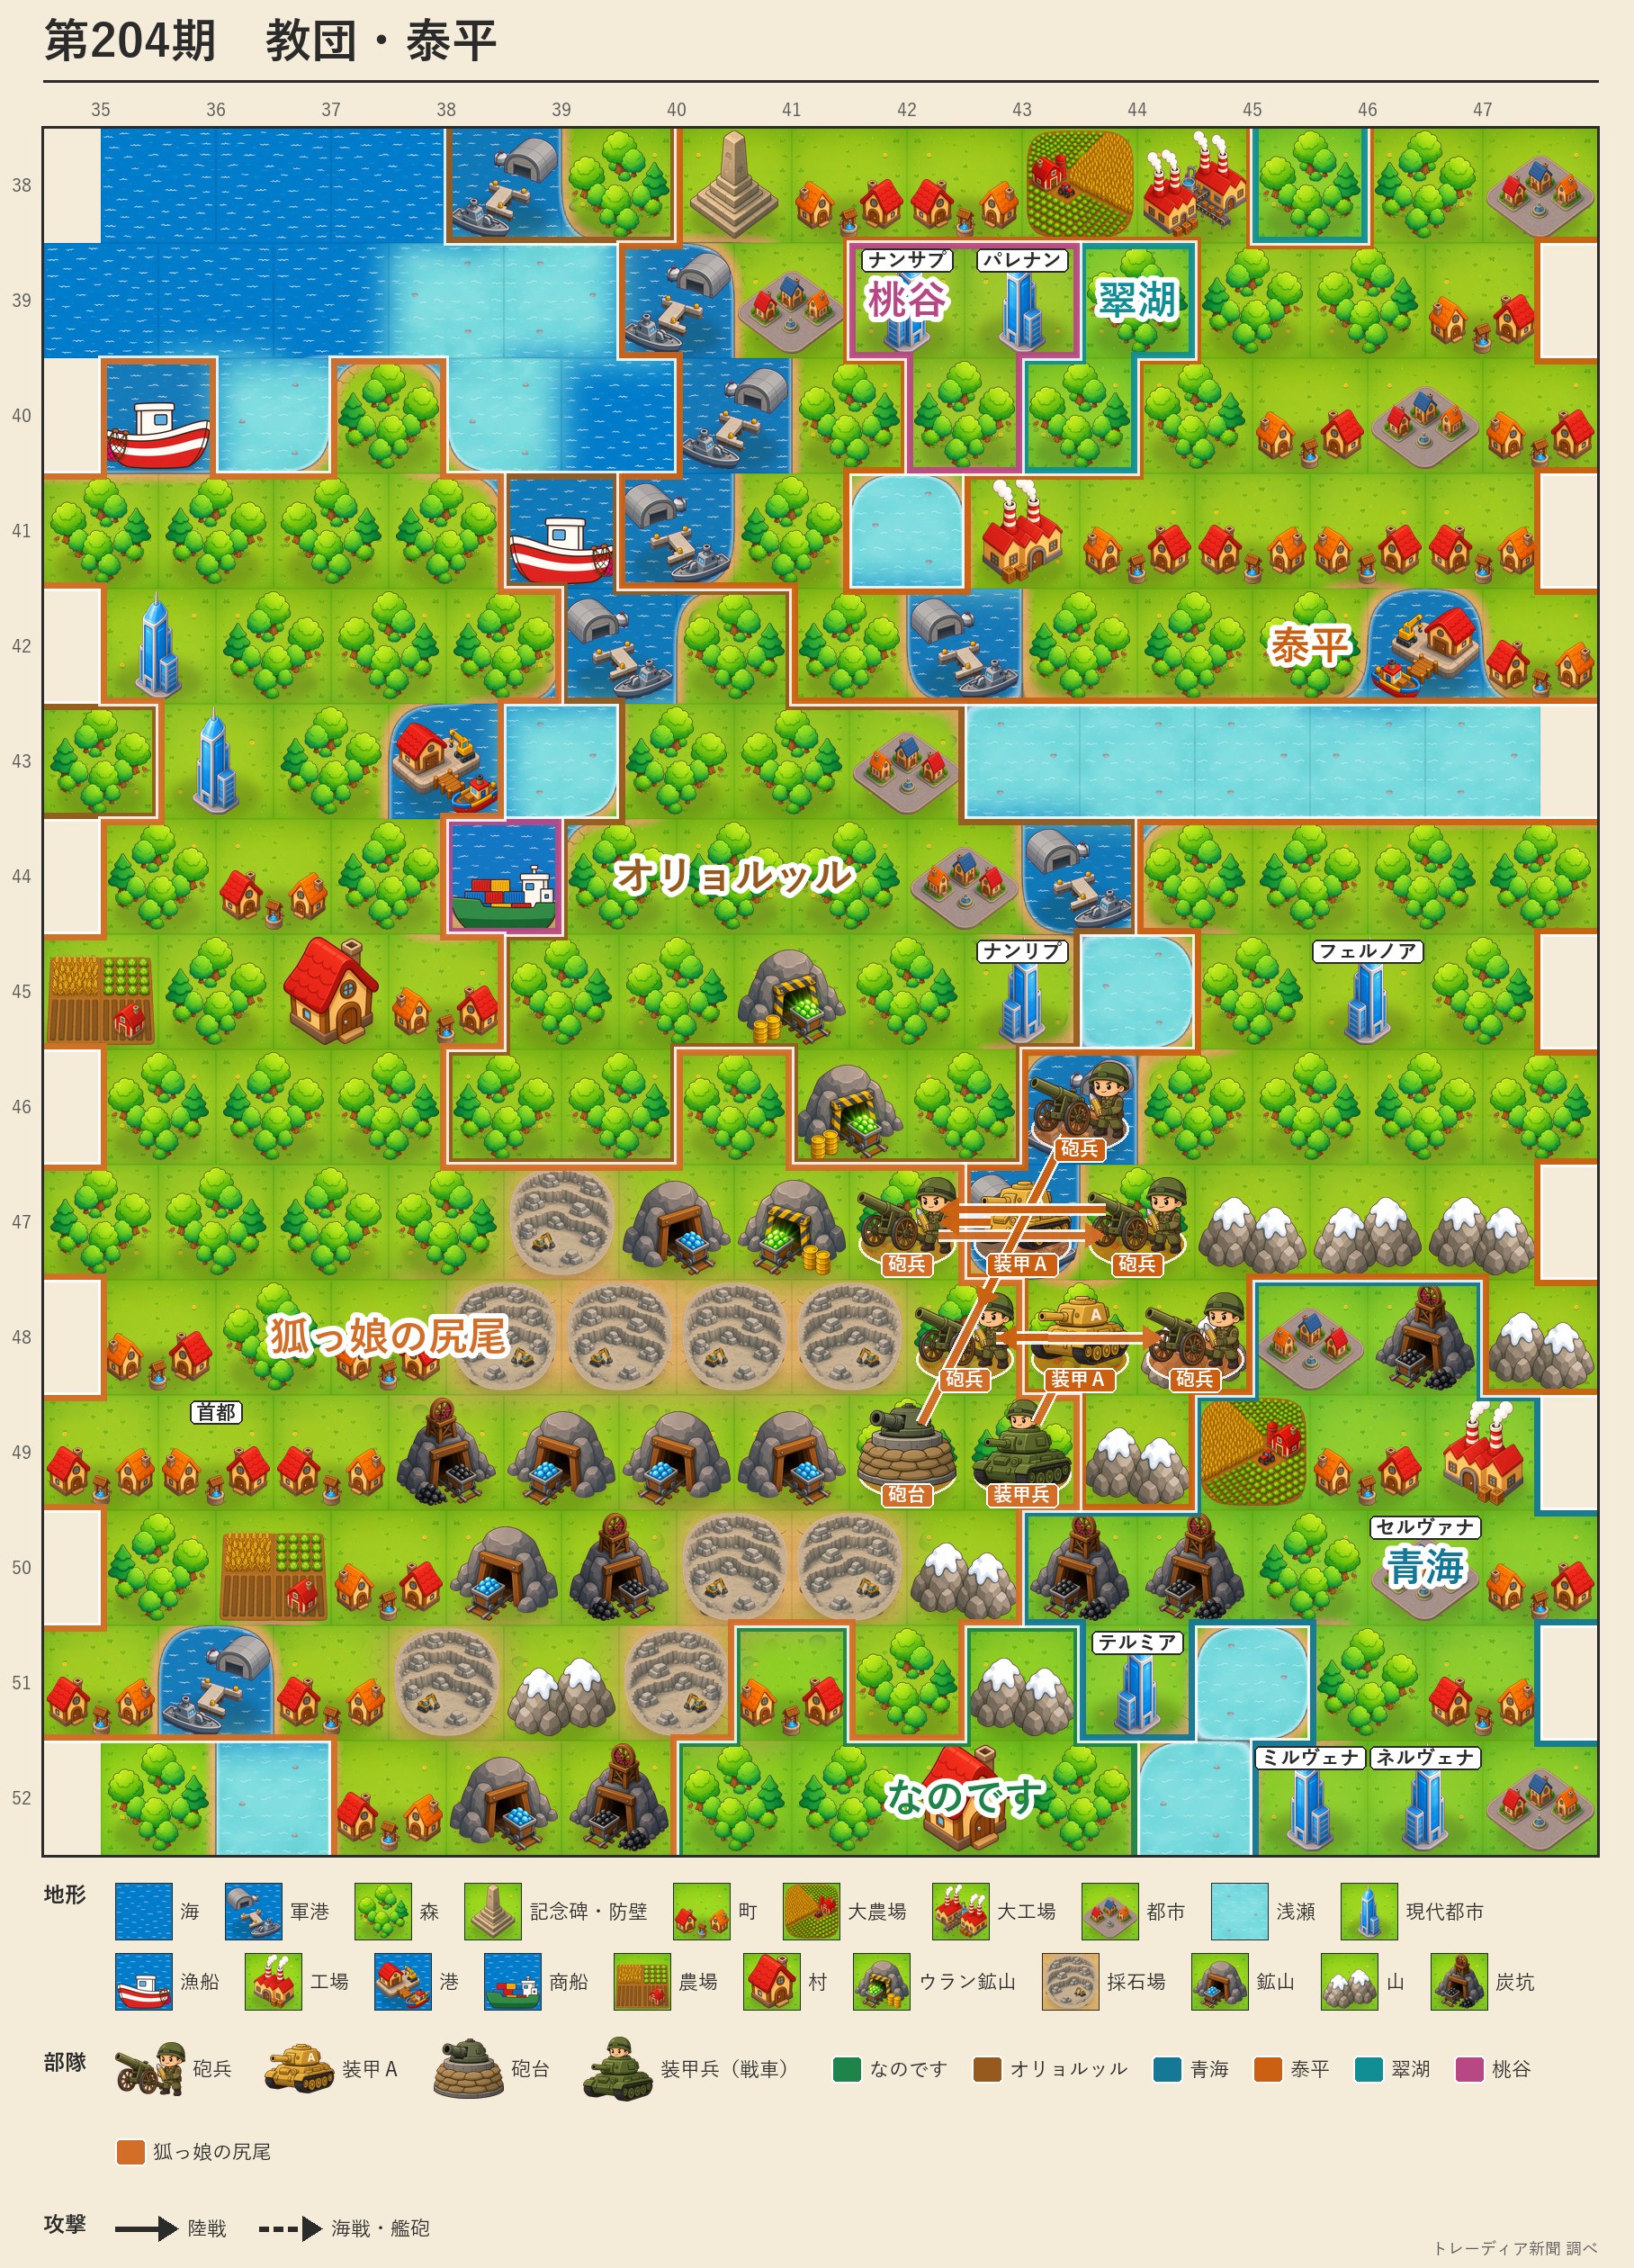 第204期　教団・泰平
35 36 37 38 39 40 41 42 43 44 45 46 47
38
39
ナンサプ パレナン
桃谷 翠湖
40
41
42
泰平
43
44
オリョルッル
45
ナンリプ フェルノア
46
砲兵
47
砲兵 装甲A 砲兵
48
狐っ娘の尻尾
A
砲兵 装甲A 砲兵
49
首都
砲台 装甲兵
50
セルヴァナ
青海
51
テルミア
52
ミルヴェナ ネルヴェナ
なのです
地形 海 軍港 森 記念碑・防壁 町 大農場 大工場 都市 浅瀬 現代都市
漁船 工場 港 商船 農場 村 ウラン鉱山 採石場 鉱山 山 炭坑
部隊 砲兵 A 装甲A 砲台 装甲兵（戦車） なのです オリョルッル 青海 泰平 翠湖 桃谷
狐っ娘の尻尾
攻撃 陸戦 海戦・艦砲
トレーディア新聞 調べ